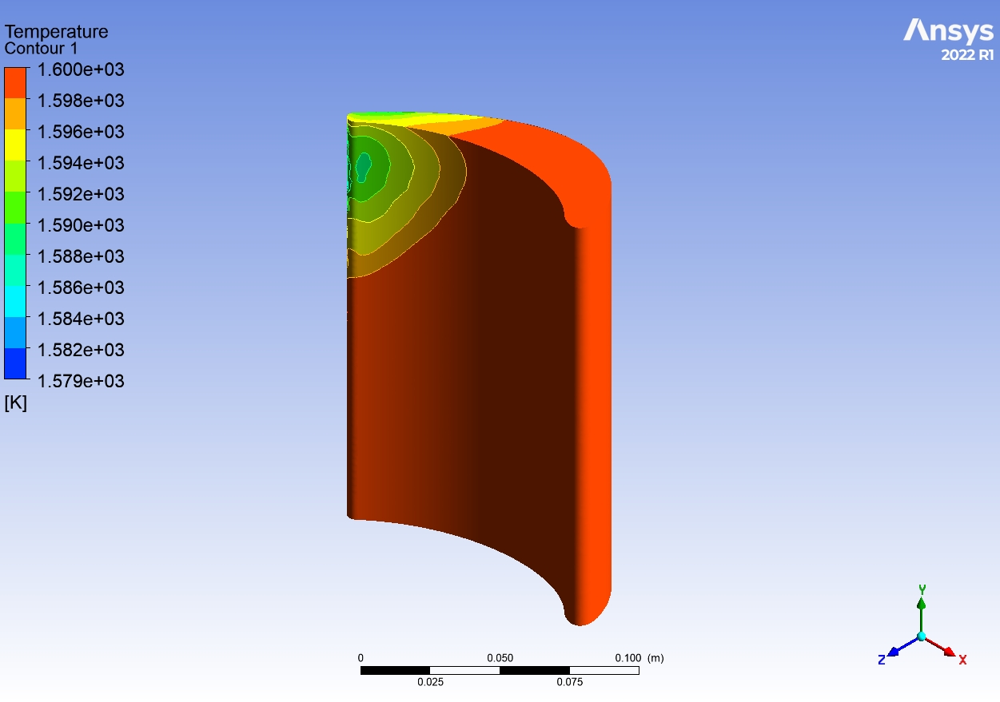 Temperature
Contour 1
1.600e+03
1.598e+03
1.596e+03
1.594e+03
1.592e+03
1.590e+03
1.588e+03
1.586e+03
1.584e+03
1.582e+03
1.579e+03
[K]
Ansys
2022 R1
0 0.050 0.100 (m)
0.025 0.075
Y
Z X